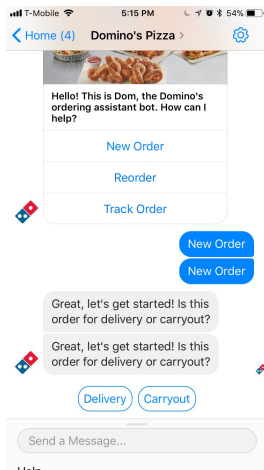 T-Mobile 5:15 PM 54%
Home (4) Domino's Pizza
Hello! This is Dom, the Domino's
ordering assistant bot. How can I
help?
New Order
Reorder
Track Order
New Order
New Order
Great, let's get started! Is this
order for delivery or carryout?
Great, let's get started! Is this
order for delivery or carryout?
Delivery Carryout
Send a Message...